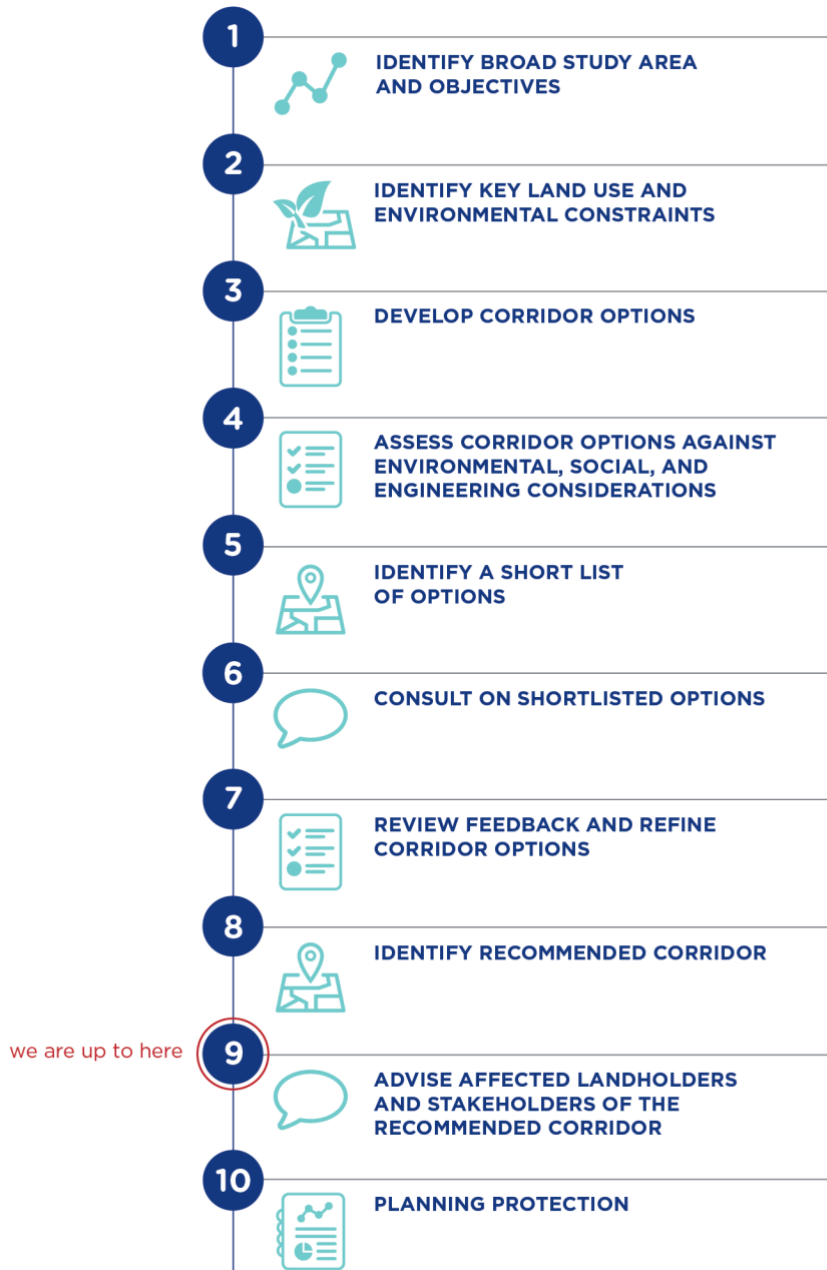 1
IDENTIFY BROAD STUDY AREA
AND OBJECTIVES
2
IDENTIFY KEY LAND USE AND
ENVIRONMENTAL CONSTRAINTS
3
DEVELOP CORRIDOR OPTIONS
4
ASSESS CORRIDOR OPTIONS AGAINST
ENVIRONMENTAL, SOCIAL, AND
ENGINEERING CONSIDERATIONS
5
IDENTIFY A SHORT LIST
OF OPTIONS
6
CONSULT ON SHORTLISTED OPTIONS
7
REVIEW FEEDBACK AND REFINE
CORRIDOR OPTIONS
8
IDENTIFY RECOMMENDED CORRIDOR
we are up to here
9
ADVISE AFFECTED LANDHOLDERS
AND STAKEHOLDERS OF THE
RECOMMENDED CORRIDOR
10
PLANNING PROTECTION